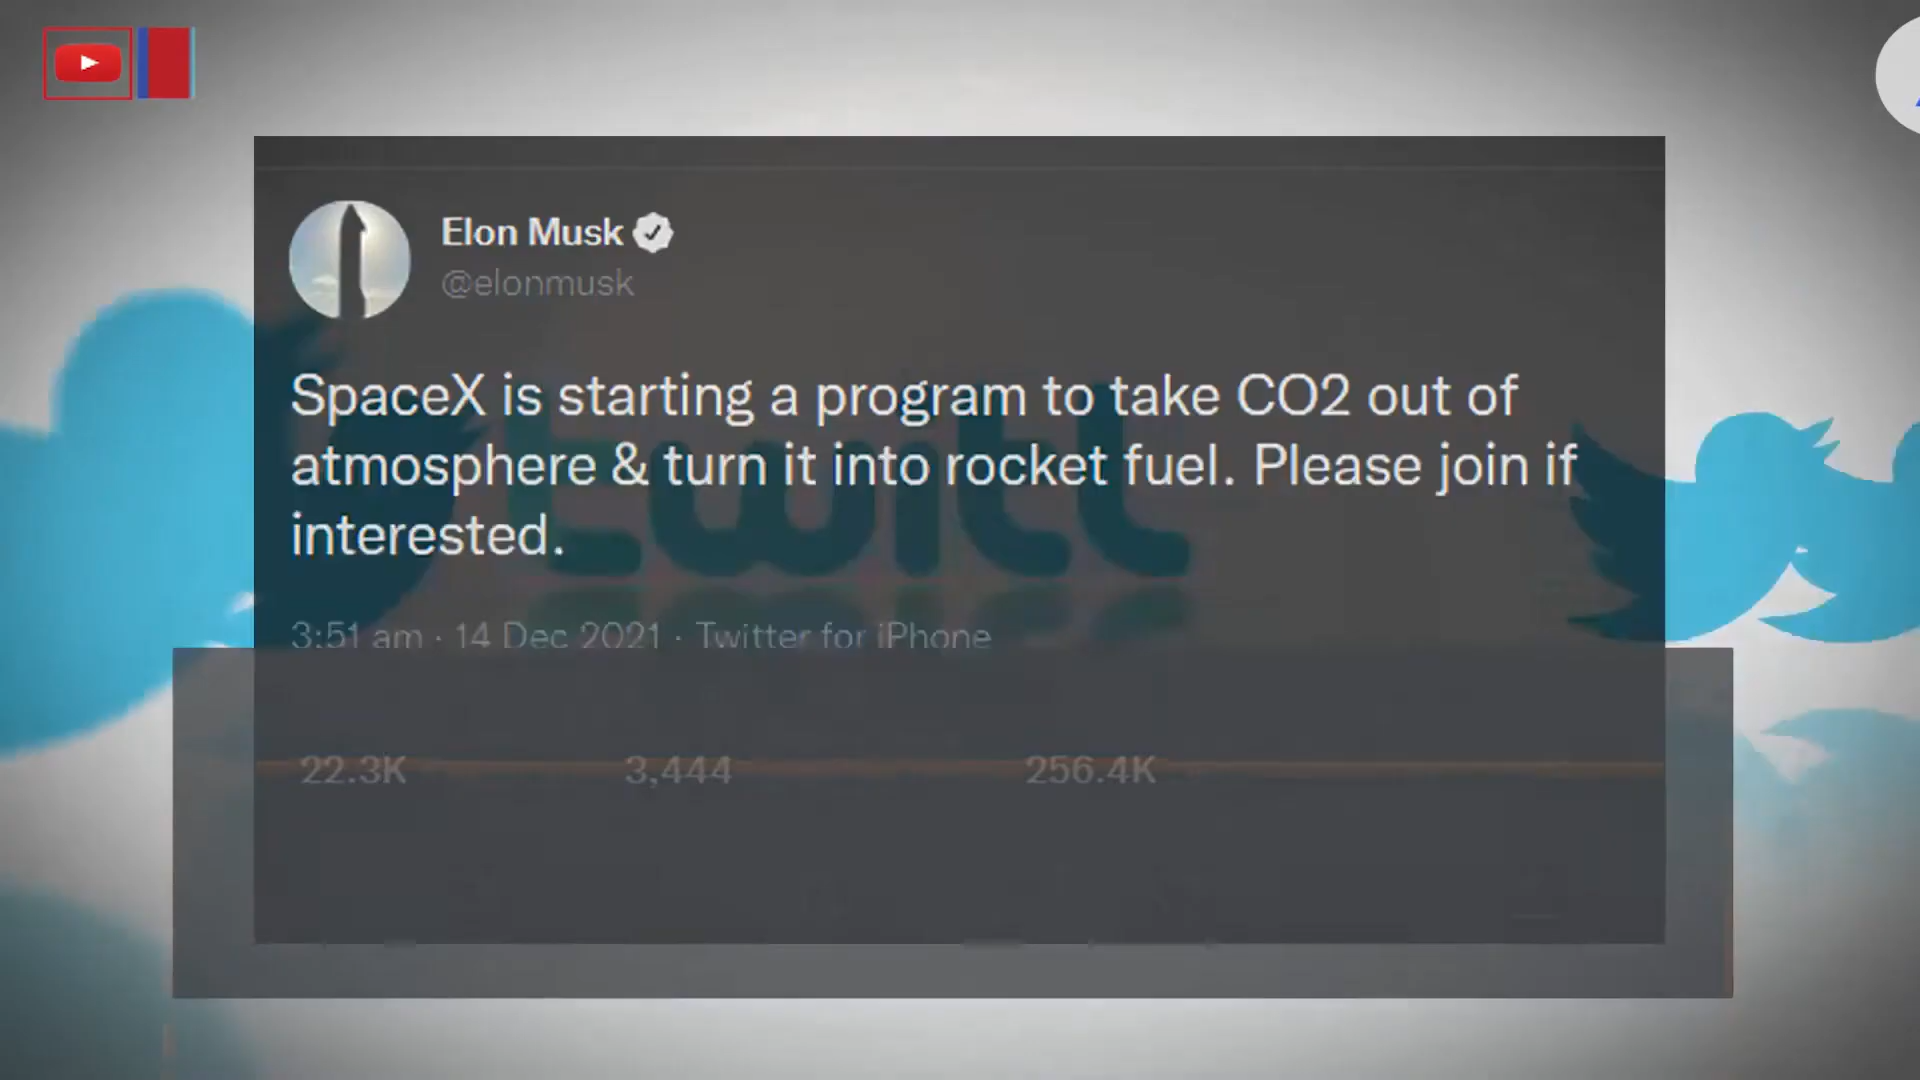 Elon Musk
@elonmusk
SpaceX is starting a program to take CO2 out of
atmosphere & turn it into rocket fuel. Please join if
interested.
twitt
3:51 am · 14 Dec 2021 · Twitter for iPhone
22.3K 3,444 256.4K